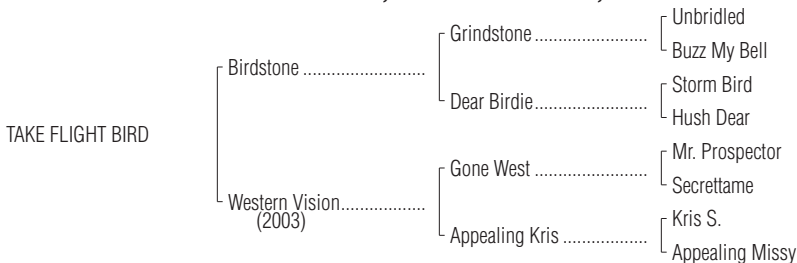 Unbridled
Grindstone
Buzz My Bell
Birdstone
Storm Bird
Dear Birdie
Hush Dear
TAKE FLIGHT BIRD
Mr. Prospector
Gone West
Secrettame
Western Vision
(2003)
Kris S.
Appealing Kris
Appealing Missy